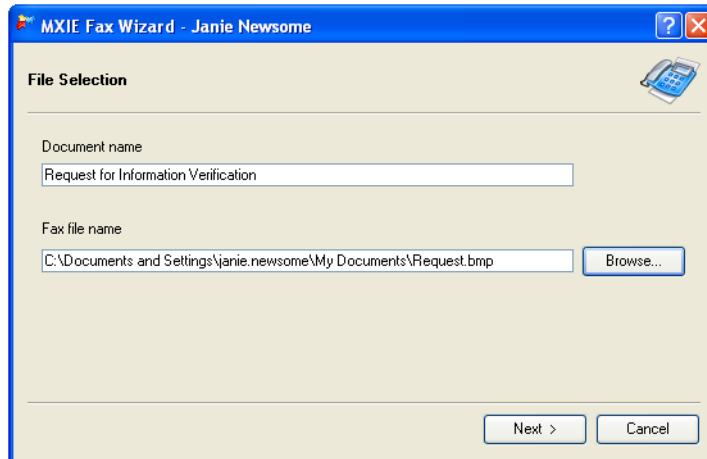 MXIE Fax Wizard - Janie Newsome
File Selection
Document name
Request for Information Verification
Fax file name
C:\Documents and Settings\janie.newsome\My Documents\Request.bmp
Browse...
Next >
Cancel